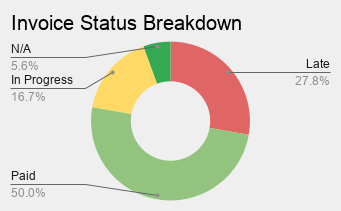 Invoice Status Breakdown
N/A
5.6%
In Progress
16.7%
Late
27.8%
Paid
50.0%